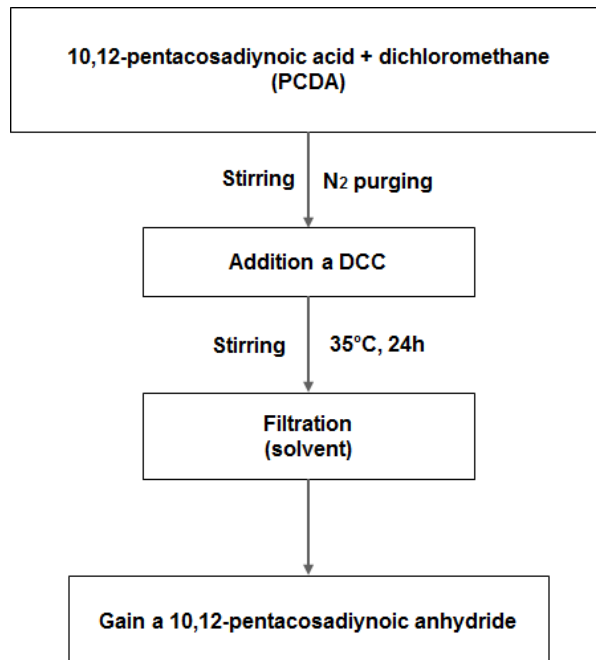 10,12-pentacosadiynoic acid + dichloromethane
(PCDA)
Stirring N2 purging
Addition a DCC
Stirring 35°C, 24h
Filtration
(solvent)
Gain a 10,12-pentacosadiynoic anhydride